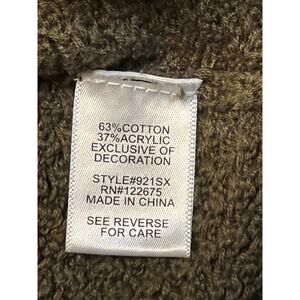 63%COTTON
37%ACRYLIC
EXCLUSIVE OF
DECORATION
STYLE#921SX
RN#122675
MADE IN CHINA
SEE REVERSE
FOR CARE